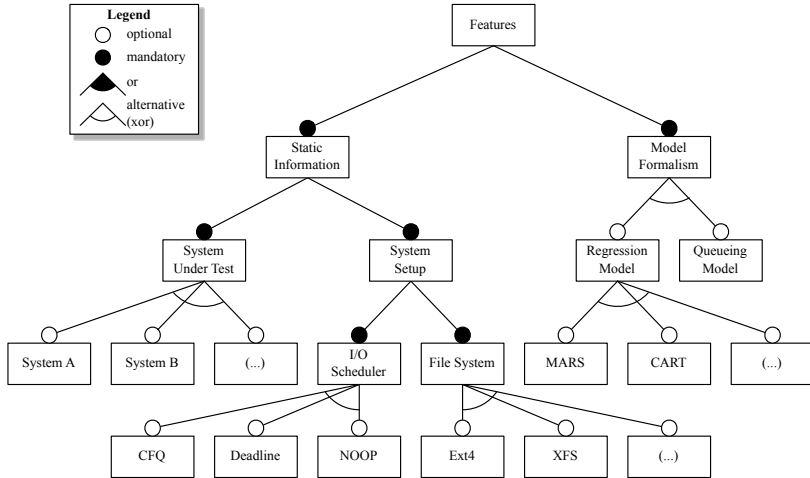 Legend
optional
mandatory
or
alternative
(xor)
Features
Static
Information
Model
Formalism
System
Under Test
System
Setup
Regression
Model
Queueing
Model
System A
System B
(...)
I/O
Scheduler
File System
MARS
CART
(...)
CFQ
Deadline
NOOP
Ext4
XFS
(...)